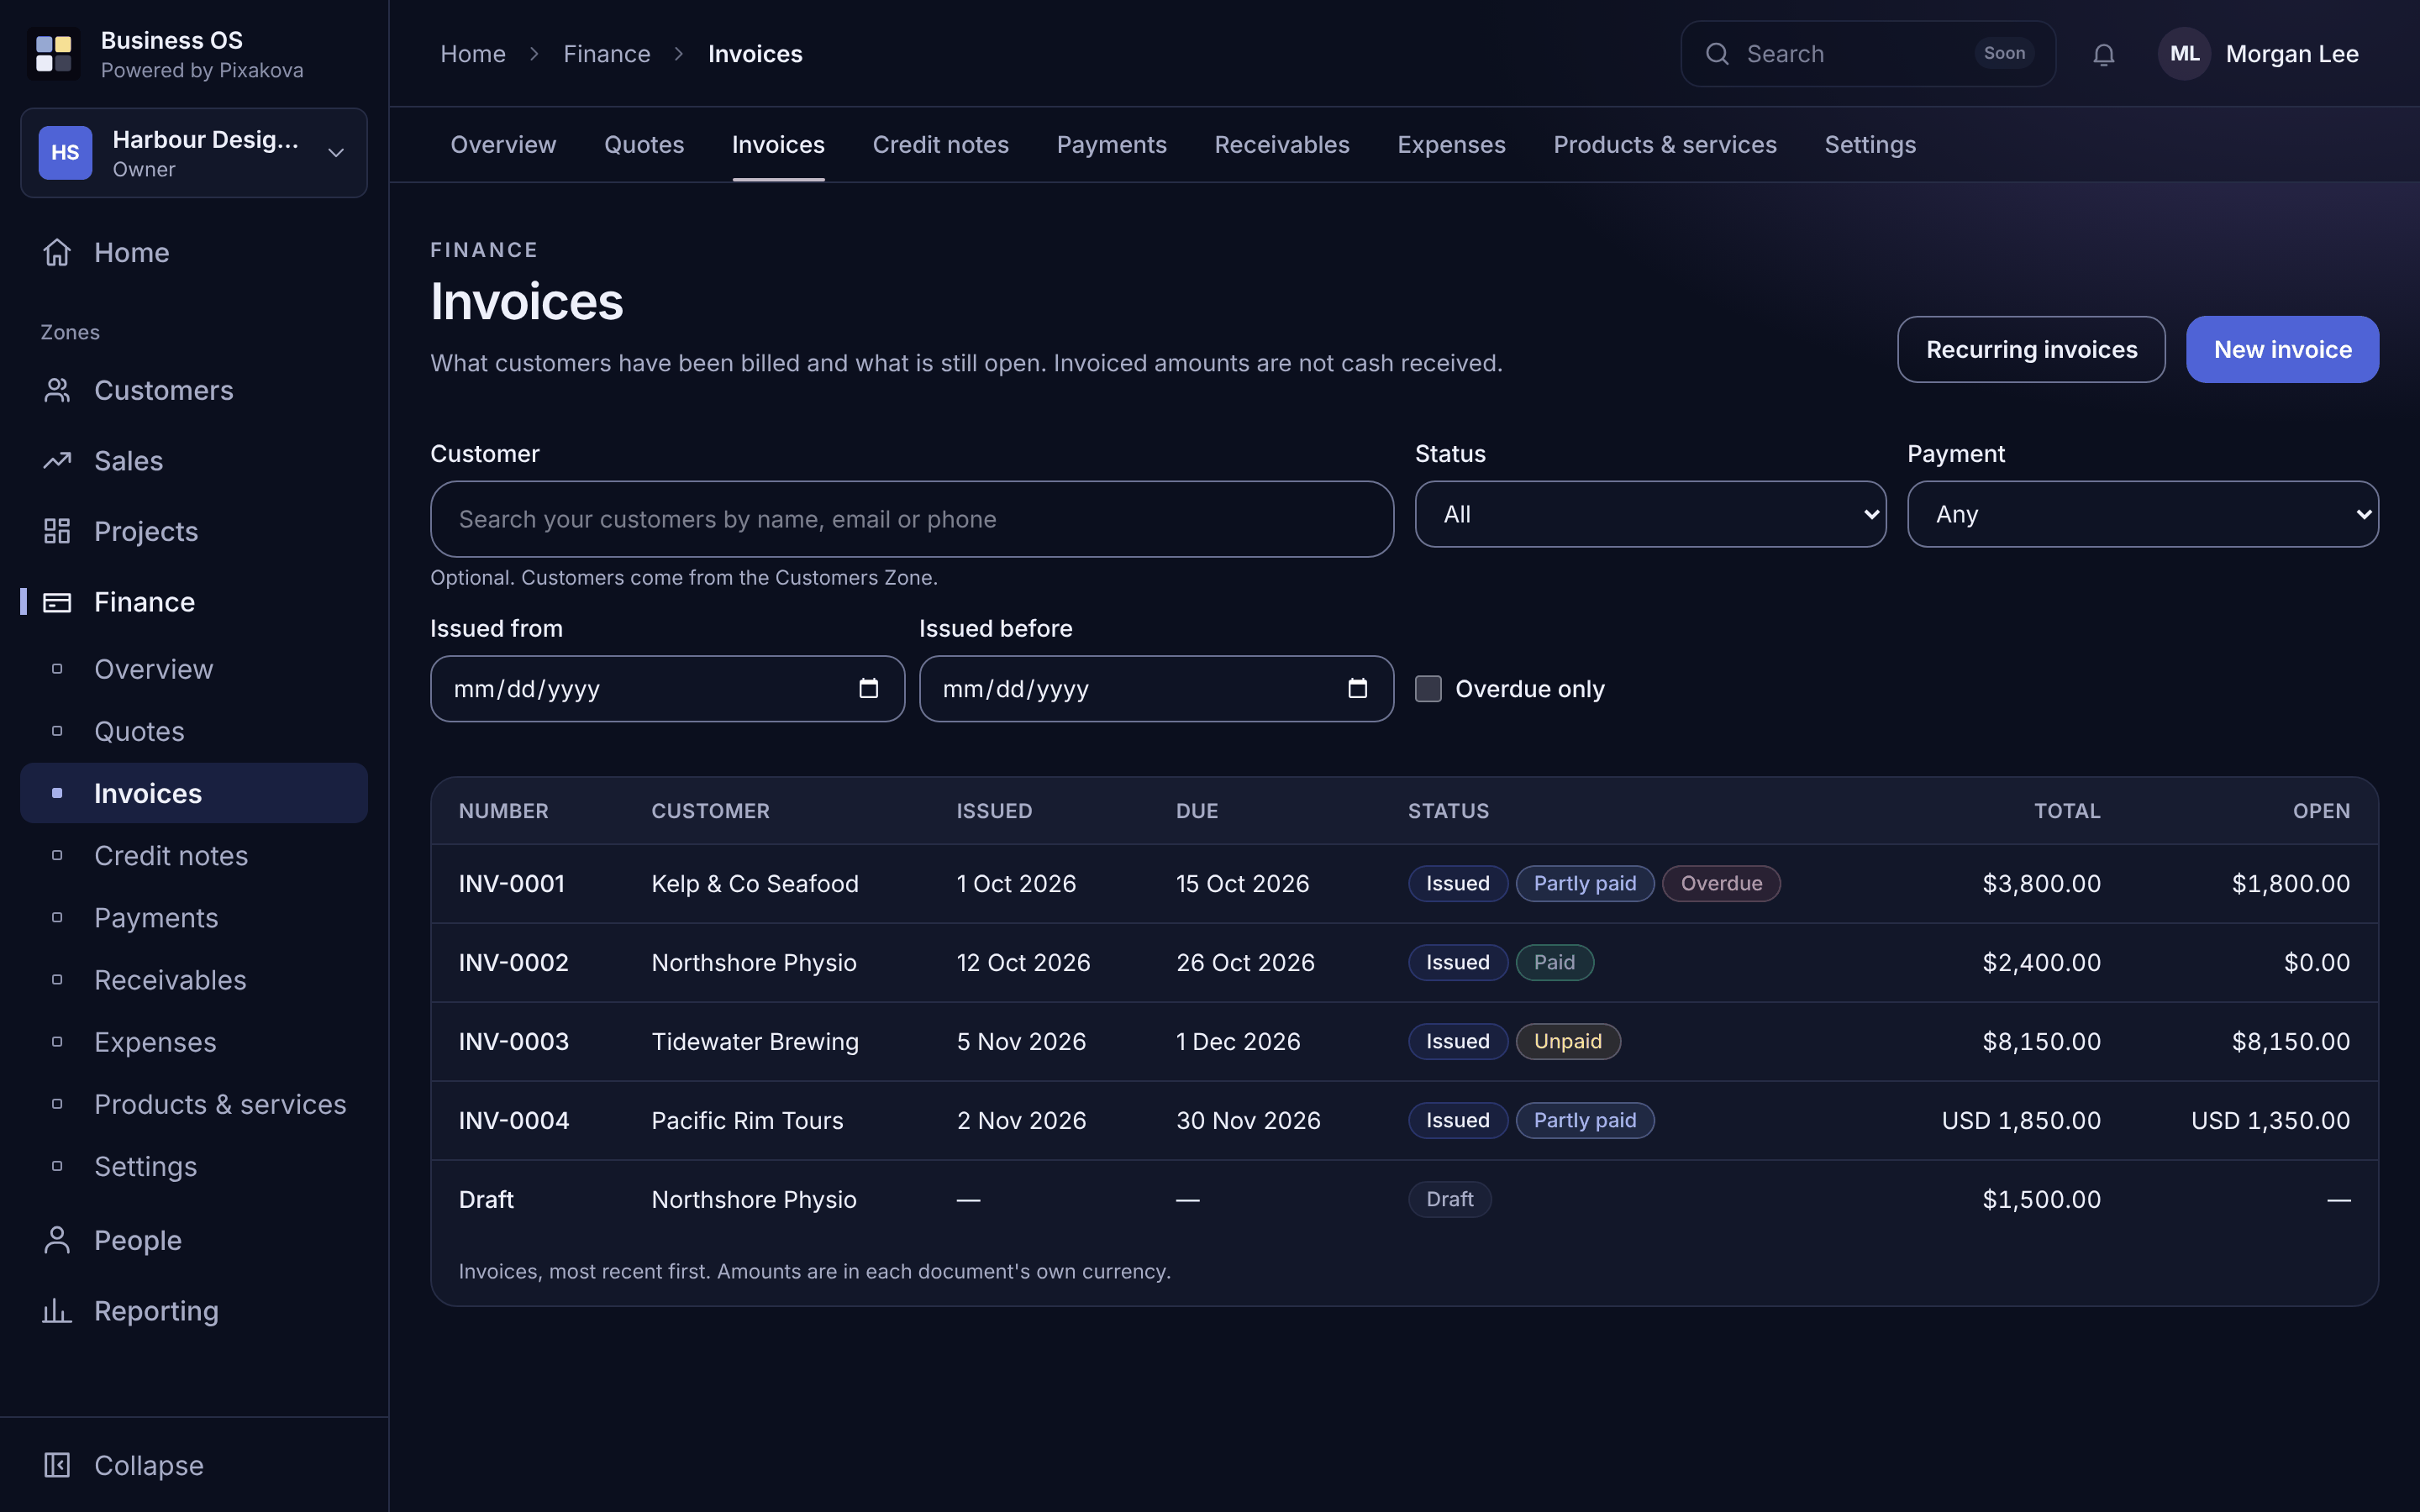 Business OS
Powered by Pixakova
HS
Harbour Desig...
Owner
Home
Zones
Customers
Sales
Projects
Finance
Overview
Quotes
Invoices
Credit notes
Payments
Receivables
Expenses
Products & services
Settings
People
Reporting
Collapse
Home > Finance > Invoices
Search
Soon
ML
Morgan Lee
Overview Quotes Invoices Credit notes Payments Receivables Expenses Products & services Settings
FINANCE
Invoices
What customers have been billed and what is still open. Invoiced amounts are not cash received.
Recurring invoices
New invoice
Customer
Search your customers by name, email or phone
Optional. Customers come from the Customers Zone.
Status
All
Payment
Any
Issued from
mm/dd/yyyy
Issued before
mm/dd/yyyy
Overdue only
NUMBER CUSTOMER ISSUED DUE STATUS TOTAL OPEN
INV-0001 Kelp & Co Seafood 1 Oct 2026 15 Oct 2026 Issued Partly paid Overdue $3,800.00 $1,800.00
INV-0002 Northshore Physio 12 Oct 2026 26 Oct 2026 Issued Paid $2,400.00 $0.00
INV-0003 Tidewater Brewing 5 Nov 2026 1 Dec 2026 Issued Unpaid $8,150.00 $8,150.00
INV-0004 Pacific Rim Tours 2 Nov 2026 30 Nov 2026 Issued Partly paid USD 1,850.00 USD 1,350.00
Draft Northshore Physio — — Draft $1,500.00 —
Invoices, most recent first. Amounts are in each document's own currency.